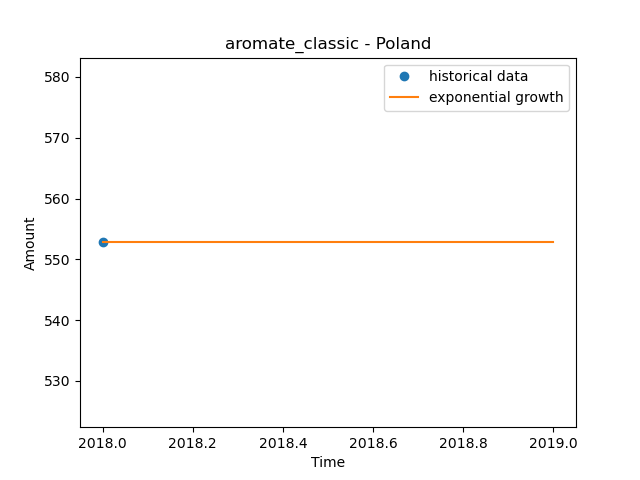 aromate_classic - Poland
historical data
exponential growth
580
570
560
550
540
530
Amount
2018.0 2018.2 2018.4 2018.6 2018.8 2019.0
Time